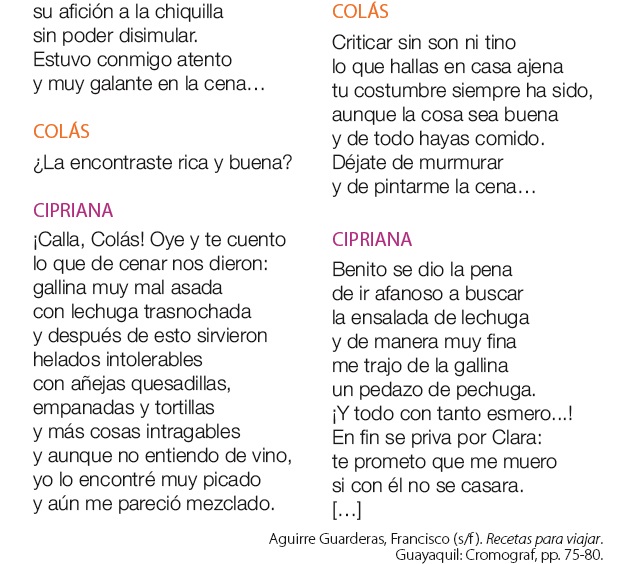 su afición a la chiquilla
sin poder disimular.
Estuvo conmigo atento
y muy galante en la cena…
COLÁS
¿La encontraste rica y buena?
CIPRIANA
¡Calla, Colás! Oye y te cuento
lo que de cenar nos dieron:
gallina muy mal asada
con lechuga trasnochada
y después de esto sirvieron
helados intolerables
con añejas quesadillas,
empanadas y tortillas
y más cosas intragables
y aunque no entiendo de vino,
yo lo encontré muy picado
y aún me pareció mezclado.
COLÁS
Criticar sin son ni tino
lo que hallas en casa ajena
tu costumbre siempre ha sido,
aunque la cosa sea buena
y de todo hayas comido.
Déjate de murmurar
y de pintarme la cena…
CIPRIANA
Benito se dio la pena
de ir afanoso a buscar
la ensalada de lechuga
y de manera muy fina
me trajo de la gallina
un pedazo de pechuga.
¡Y todo con tanto esmero...!
En fin se priva por Clara:
te prometo que me muero
si con él no se casara.
[…]
Aguirre Guarderas, Francisco (s/f). Recetas para viajar.
Guayaquil: Cromograf, pp. 75-80.